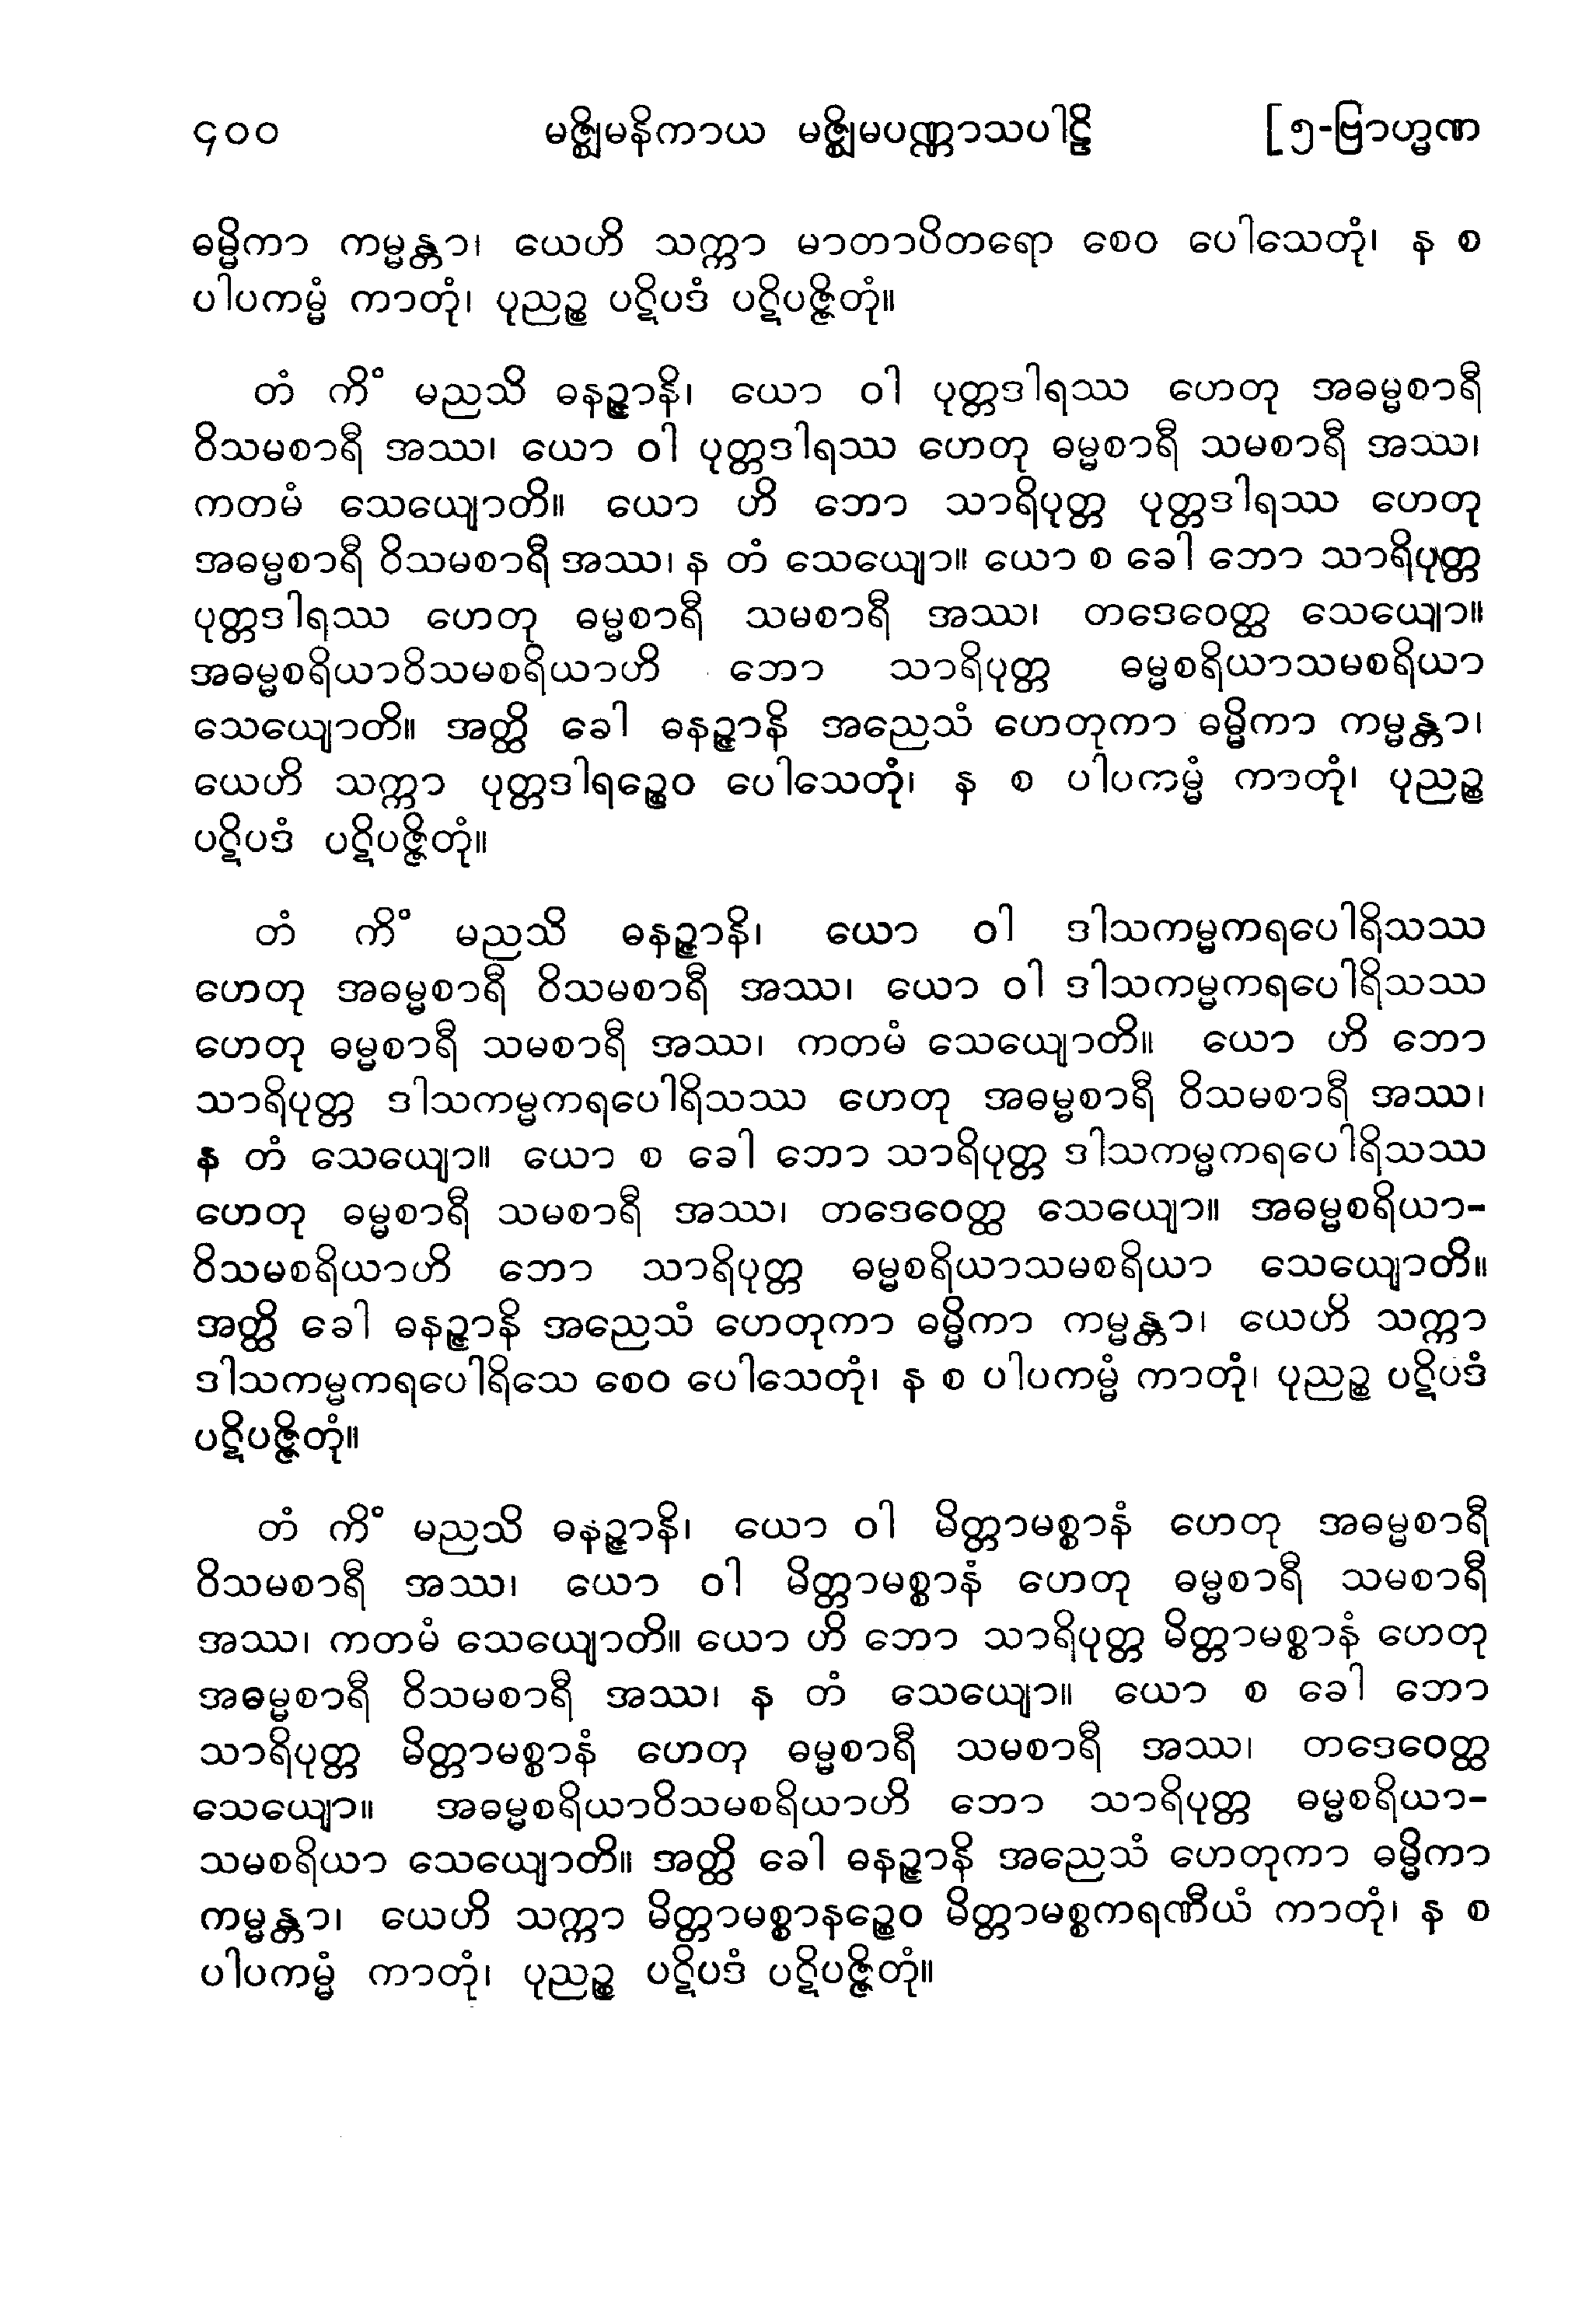 ၄၀၀ မဇ္ဈိမနိကာယ မဇ္ဈိမပဏ္ဏာသပါဠိ [ ၅-ဗြာဟ္မဏ
ဓမ္မိကာ ကမ္မန္တာ၊ ယေဟိ သက္ကာ မာတာပိတရော စေဝ ပေါသေတုံ၊ န စ
ပါပကမ္မံ ကာတုံ၊ ပုညဉ္စ ပဋိပဒံ ပဋိပဇ္ဇိတုံ။
တံ ကိံ မညသိ ဓနဉ္ဇာနိ၊ ယော ဝါ ပုတ္တဒါရဿ ဟေတု အဓမ္မစာရီ
ဝိသမစာရီ အဿ၊ ယော ဝါ ပုတ္တဒါရဿ ဟေတု ဓမ္မစာရီ သမစာရီ အဿ၊
ကတမံ သေယျောတိ။ ယော ဟိ ဘော သာရိပုတ္တ ပုတ္တဒါရဿ ဟေတု
အဓမ္မစာရီ ဝိသမစာရီ အဿ၊ န တံ သေယျော။ ယော စ ခေါ ဘော သာရိပုတ္တ
ပုတ္တဒါရဿ ဟေတု ဓမ္မစာရီ သမစာရီ အဿ၊ တဒေဝေတ္ထ သေယျော။
အဓမ္မစရိယာဝိသမစရိယာဟိ ဘော သာရိပုတ္တ ဓမ္မစရိယာသမစရိယာ
သေယျောတိ။ အတ္ထိ ခေါ ဓနဉ္ဇာနိ အညေသံ ဟေတုကာ ဓမ္မိကာ ကမ္မန္တာ၊
ယေဟိ သက္ကာ ပုတ္တဒါရဉ္စေဝ ပေါသေတုံ၊ န စ ပါပကမ္မံ ကာတုံ၊ ပုညဉ္စ
ပဋိပဒံ ပဋိပဇ္ဇိတုံ။
တံ ကိံ မညသိ ဓနဉ္ဇာနိ၊ ယော ဝါ ဒါသကမ္မကရပေါရိသဿ
ဟေတု အဓမ္မစာရီ ဝိသမစာရီ အဿ၊ ယော ဝါ ဒါသကမ္မကရပေါရိသဿ
ဟေတု ဓမ္မစာရီ သမစာရီ အဿ၊ ကတမံ သေယျောတိ။ ယော ဟိ ဘော
သာရိပုတ္တ ဒါသကမ္မကရပေါရိသဿ ဟေတု အဓမ္မစာရီ ဝိသမစာရီ အဿ၊
န တံ သေယျော။ ယော စ ခေါ ဘော သာရိပုတ္တ ဒါသကမ္မကရပေါရိသဿ
ဟေတု ဓမ္မစာရီ သမစာရီ အဿ၊ တဒေဝေတ္ထ သေယျော။ အဓမ္မစရိယာ-
ဝိသမစရိယာဟိ ဘော သာရိပုတ္တ ဓမ္မစရိယာသမစရိယာ သေယျောတိ။
အတ္ထိ ခေါ ဓနဉ္ဇာနိ အညေသံ ဟေတုကာ ဓမ္မိကာ ကမ္မန္တာ၊ ယေဟိ သက္ကာ
ဒါသကမ္မကရပေါရိသေ စေဝ ပေါသေတုံ၊ န စ ပါပကမ္မံ ကာတုံ၊ ပုညဉ္စ ပဋိပဒံ
ပဋိပဇ္ဇိတုံ။
တံ ကိံ မညသိ ဓနဉ္ဇာနိ၊ ယော ဝါ မိတ္တာမစ္စာနံ ဟေတု အဓမ္မစာရီ
ဝိသမစာရီ အဿ၊ ယော ဝါ မိတ္တာမစ္စာနံ ဟေတု ဓမ္မစာရီ သမစာရီ
အဿ၊ ကတမံ သေယျောတိ။ ယော ဟိ ဘော သာရိပုတ္တ မိတ္တာမစ္စာနံ ဟေတု
အဓမ္မစာရီ ဝိသမစာရီ အဿ၊ န တံ သေယျော။ ယော စ ခေါ ဘော
သာရိပုတ္တ မိတ္တာမစ္စာနံ ဟေတု ဓမ္မစာရီ သမစာရီ အဿ၊ တဒေဝေတ္ထ
သေယျော။ အဓမ္မစရိယာဝိသမစရိယာဟိ ဘော သာရိပုတ္တ ဓမ္မစရိယာ-
သမစရိယာ သေယျောတိ။ အတ္ထိ ခေါ ဓနဉ္ဇာနိ အညေသံ ဟေတုကာ ဓမ္မိကာ
ကမ္မန္တာ၊ ယေဟိ သက္ကာ မိတ္တာမစ္စာနဉ္စေဝ မိတ္တာမစ္စကရဏီယံ ကာတုံ၊ န စ
ပါပကမ္မံ ကာတုံ၊ ပုညဉ္စ ပဋိပဒံ ပဋိပဇ္ဇိတုံ။